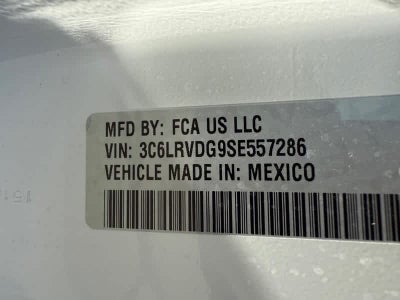 MFD BY: FCA US LLC
VIN: 3C6LRVDG9SE557286
VEHICLE MADE IN: MEXICO